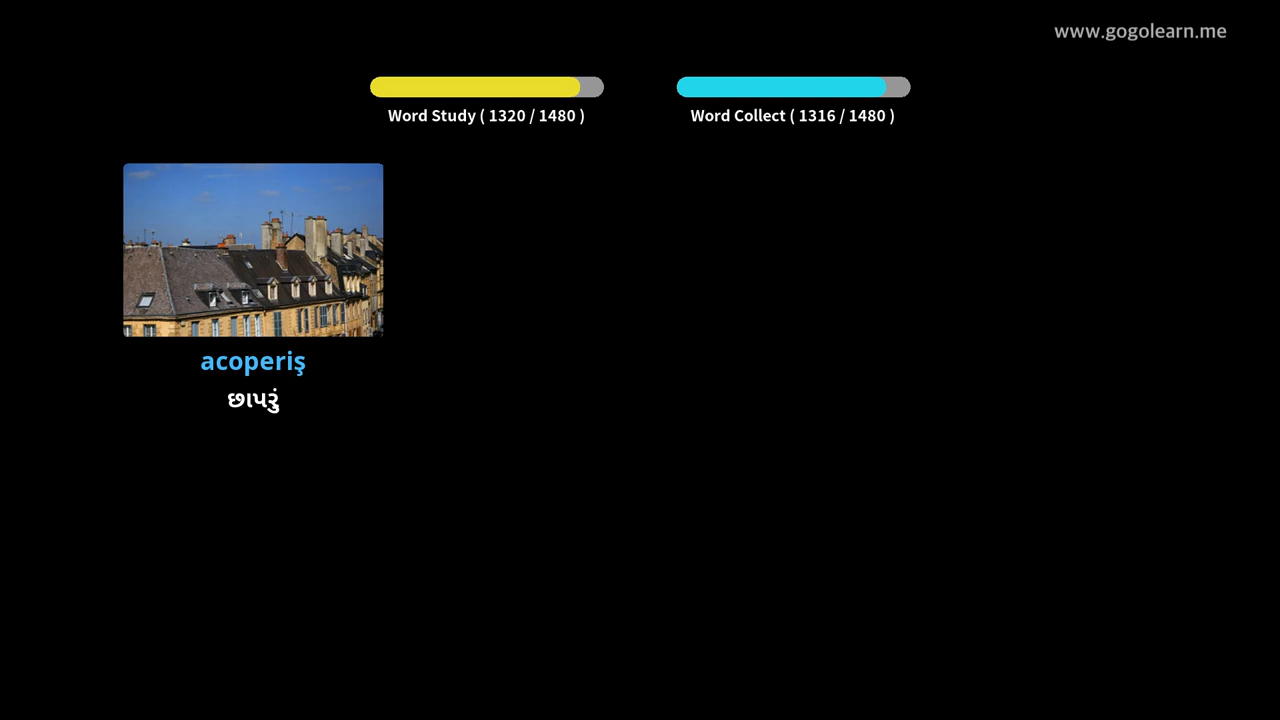 www.gogolearn.me
Word Study ( 1320 / 1480 )
Word Collect ( 1316 / 1480 )
acoperiş
છાપરું